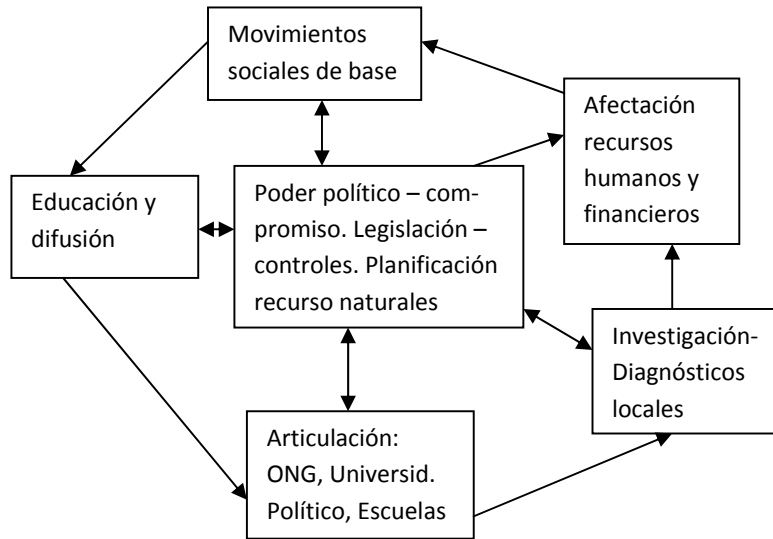 Movimientos
sociales de base
Afectación
recursos
humanos y
financieros
Educación y
difusión
Poder político – com-
promiso. Legislación –
controles. Planificación
recurso naturales
Investigación-
Diagnósticos
locales
Articulación:
ONG, Universid.
Político, Escuelas